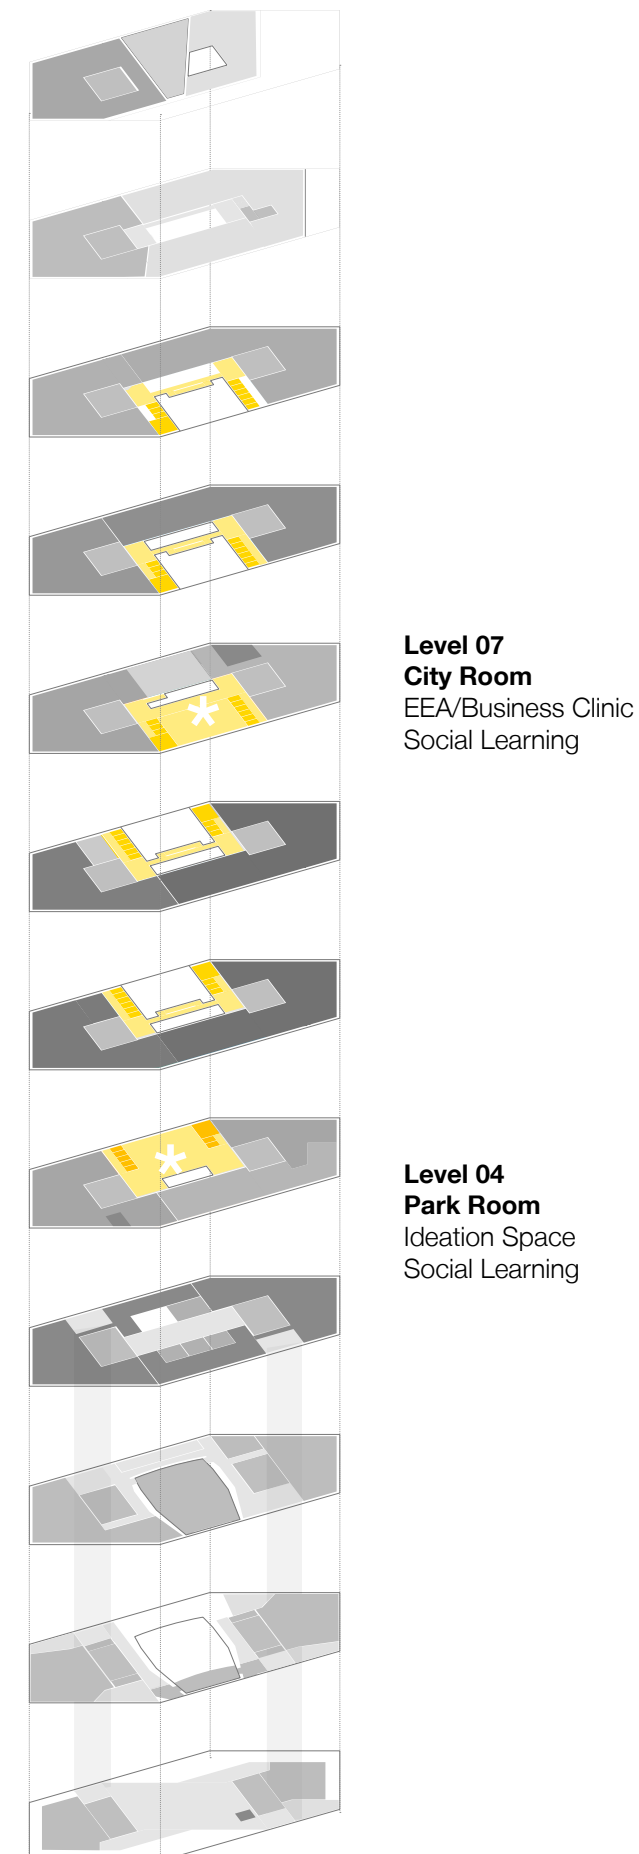 Level 07
City Room
EEA/Business Clinic
Social Learning
Level 04
Park Room
Ideation Space
Social Learning